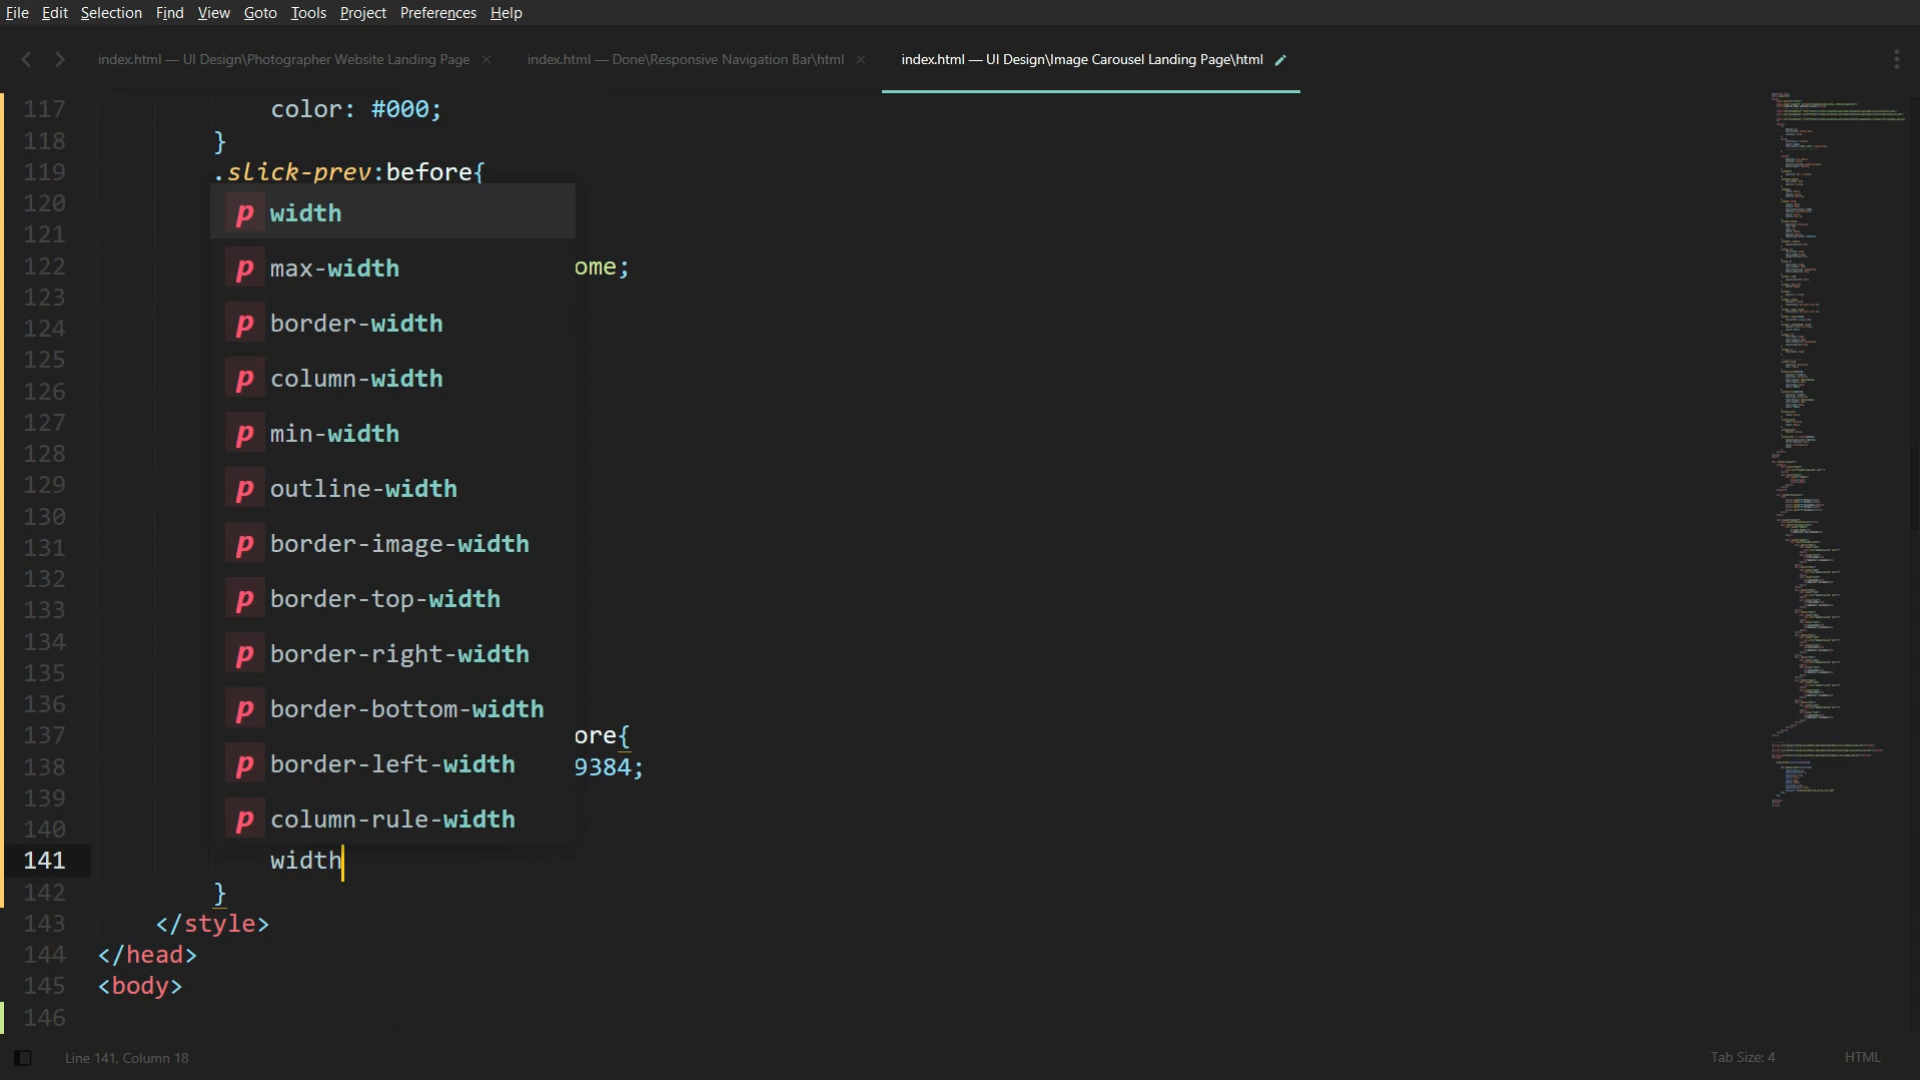 File Edit Selection Find View Goto Tools Project Preferences Help
index.html — UI Design\Photographer Website Landing Page
index.html — Done\Responsive Navigation Bar\html
index.html — UI Design\Image Carousel Landing Page\html
117 color: #000;
118 }
119 .slick-prev:before{
120
p width
121
122 ome;
p max-width
123
124
p border-width
125
126
p column-width
127
128
p min-width
129
p outline-width
130
131
p border-image-width
132
133
p border-top-width
134
135
p border-right-width
136
p border-bottom-width
137 ore{
138 9384;
p border-left-width
139
140
p column-rule-width
141 width
142 }
143 </style>
144 </head>
145 <body>
146
Line 141, Column 18
Tab Size: 4
HTML